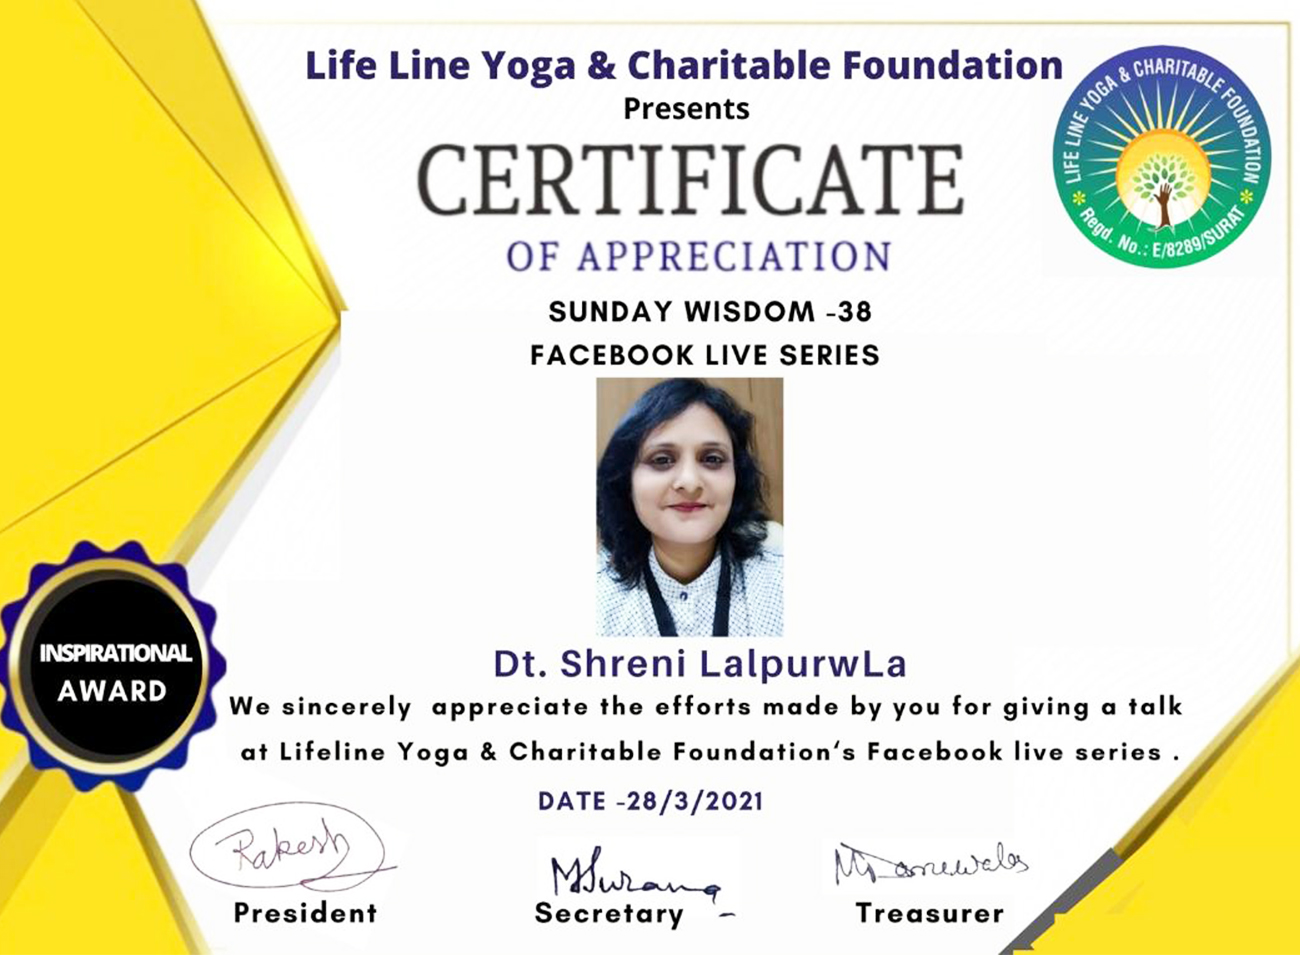 Life Line Yoga & Charitable Foundation
Presents
CERTIFICATE
OF APPRECIATION
LIFE LINE YOGA & CHARITABLE FOUNDATION
Regd. No.: E/8289/SURAT
SUNDAY WISDOM -38
FACEBOOK LIVE SERIES
Dt. Shreni LalpurwLa
INSPIRATIONAL
AWARD
We sincerely appreciate the efforts made by you for giving a talk
at Lifeline Yoga & Charitable Foundation‘s Facebook live series .
DATE -28/3/2021
Rakesh
President
Secretary
Treasurer